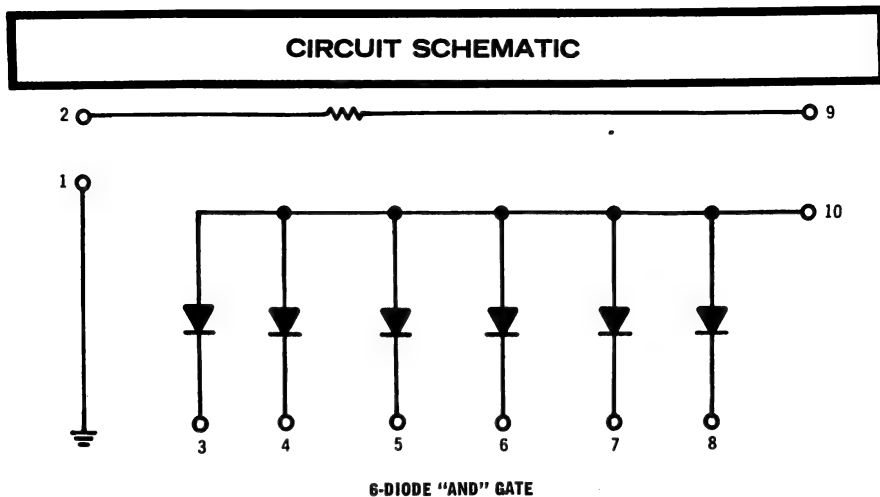 CIRCUIT SCHEMATIC
2 9
1
10
3 4 5 6 7 8
6-DIODE “AND” GATE